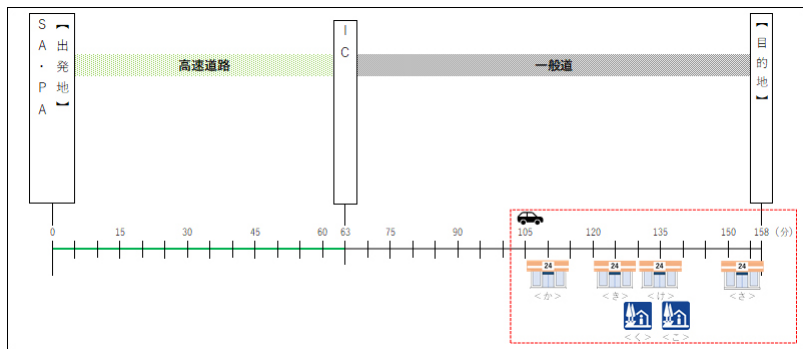 【出発地】
SA・PA
IC
【目的地】
高速道路
一般道
0 15 30 45 60 63 75 90 105 120 135 150 158 (分)
24 24 24 24
<か> <き> <け> <さ>
<く> <こ>